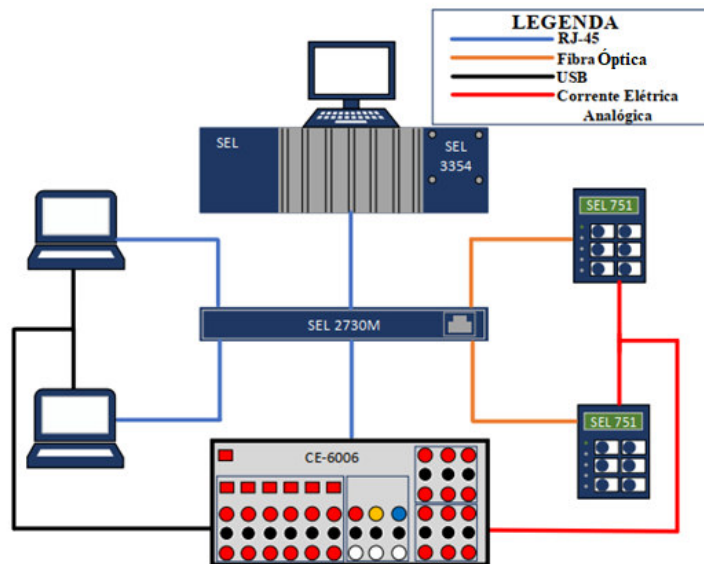 LEGENDA
RJ-45
Fibra Óptica
USB
Corrente Elétrica
Analógica
SEL
SEL
3354
SEL 751
SEL 2730M
SEL 751
CE-6006